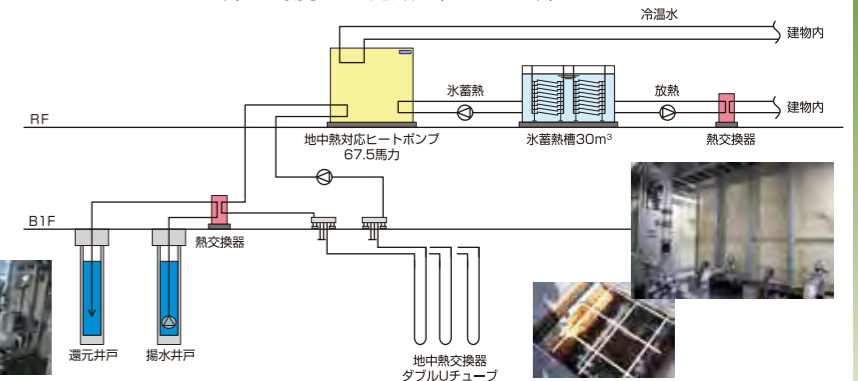 冷温水
建物内
氷蓄熱
放熱
建物内
RF
地中熱対応ヒートポンプ
67.5馬力
氷蓄熱槽30m³
熱交換器
B1F
熱交換器
還元井戸
揚水井戸
地中熱交換器
ダブルUチューブ